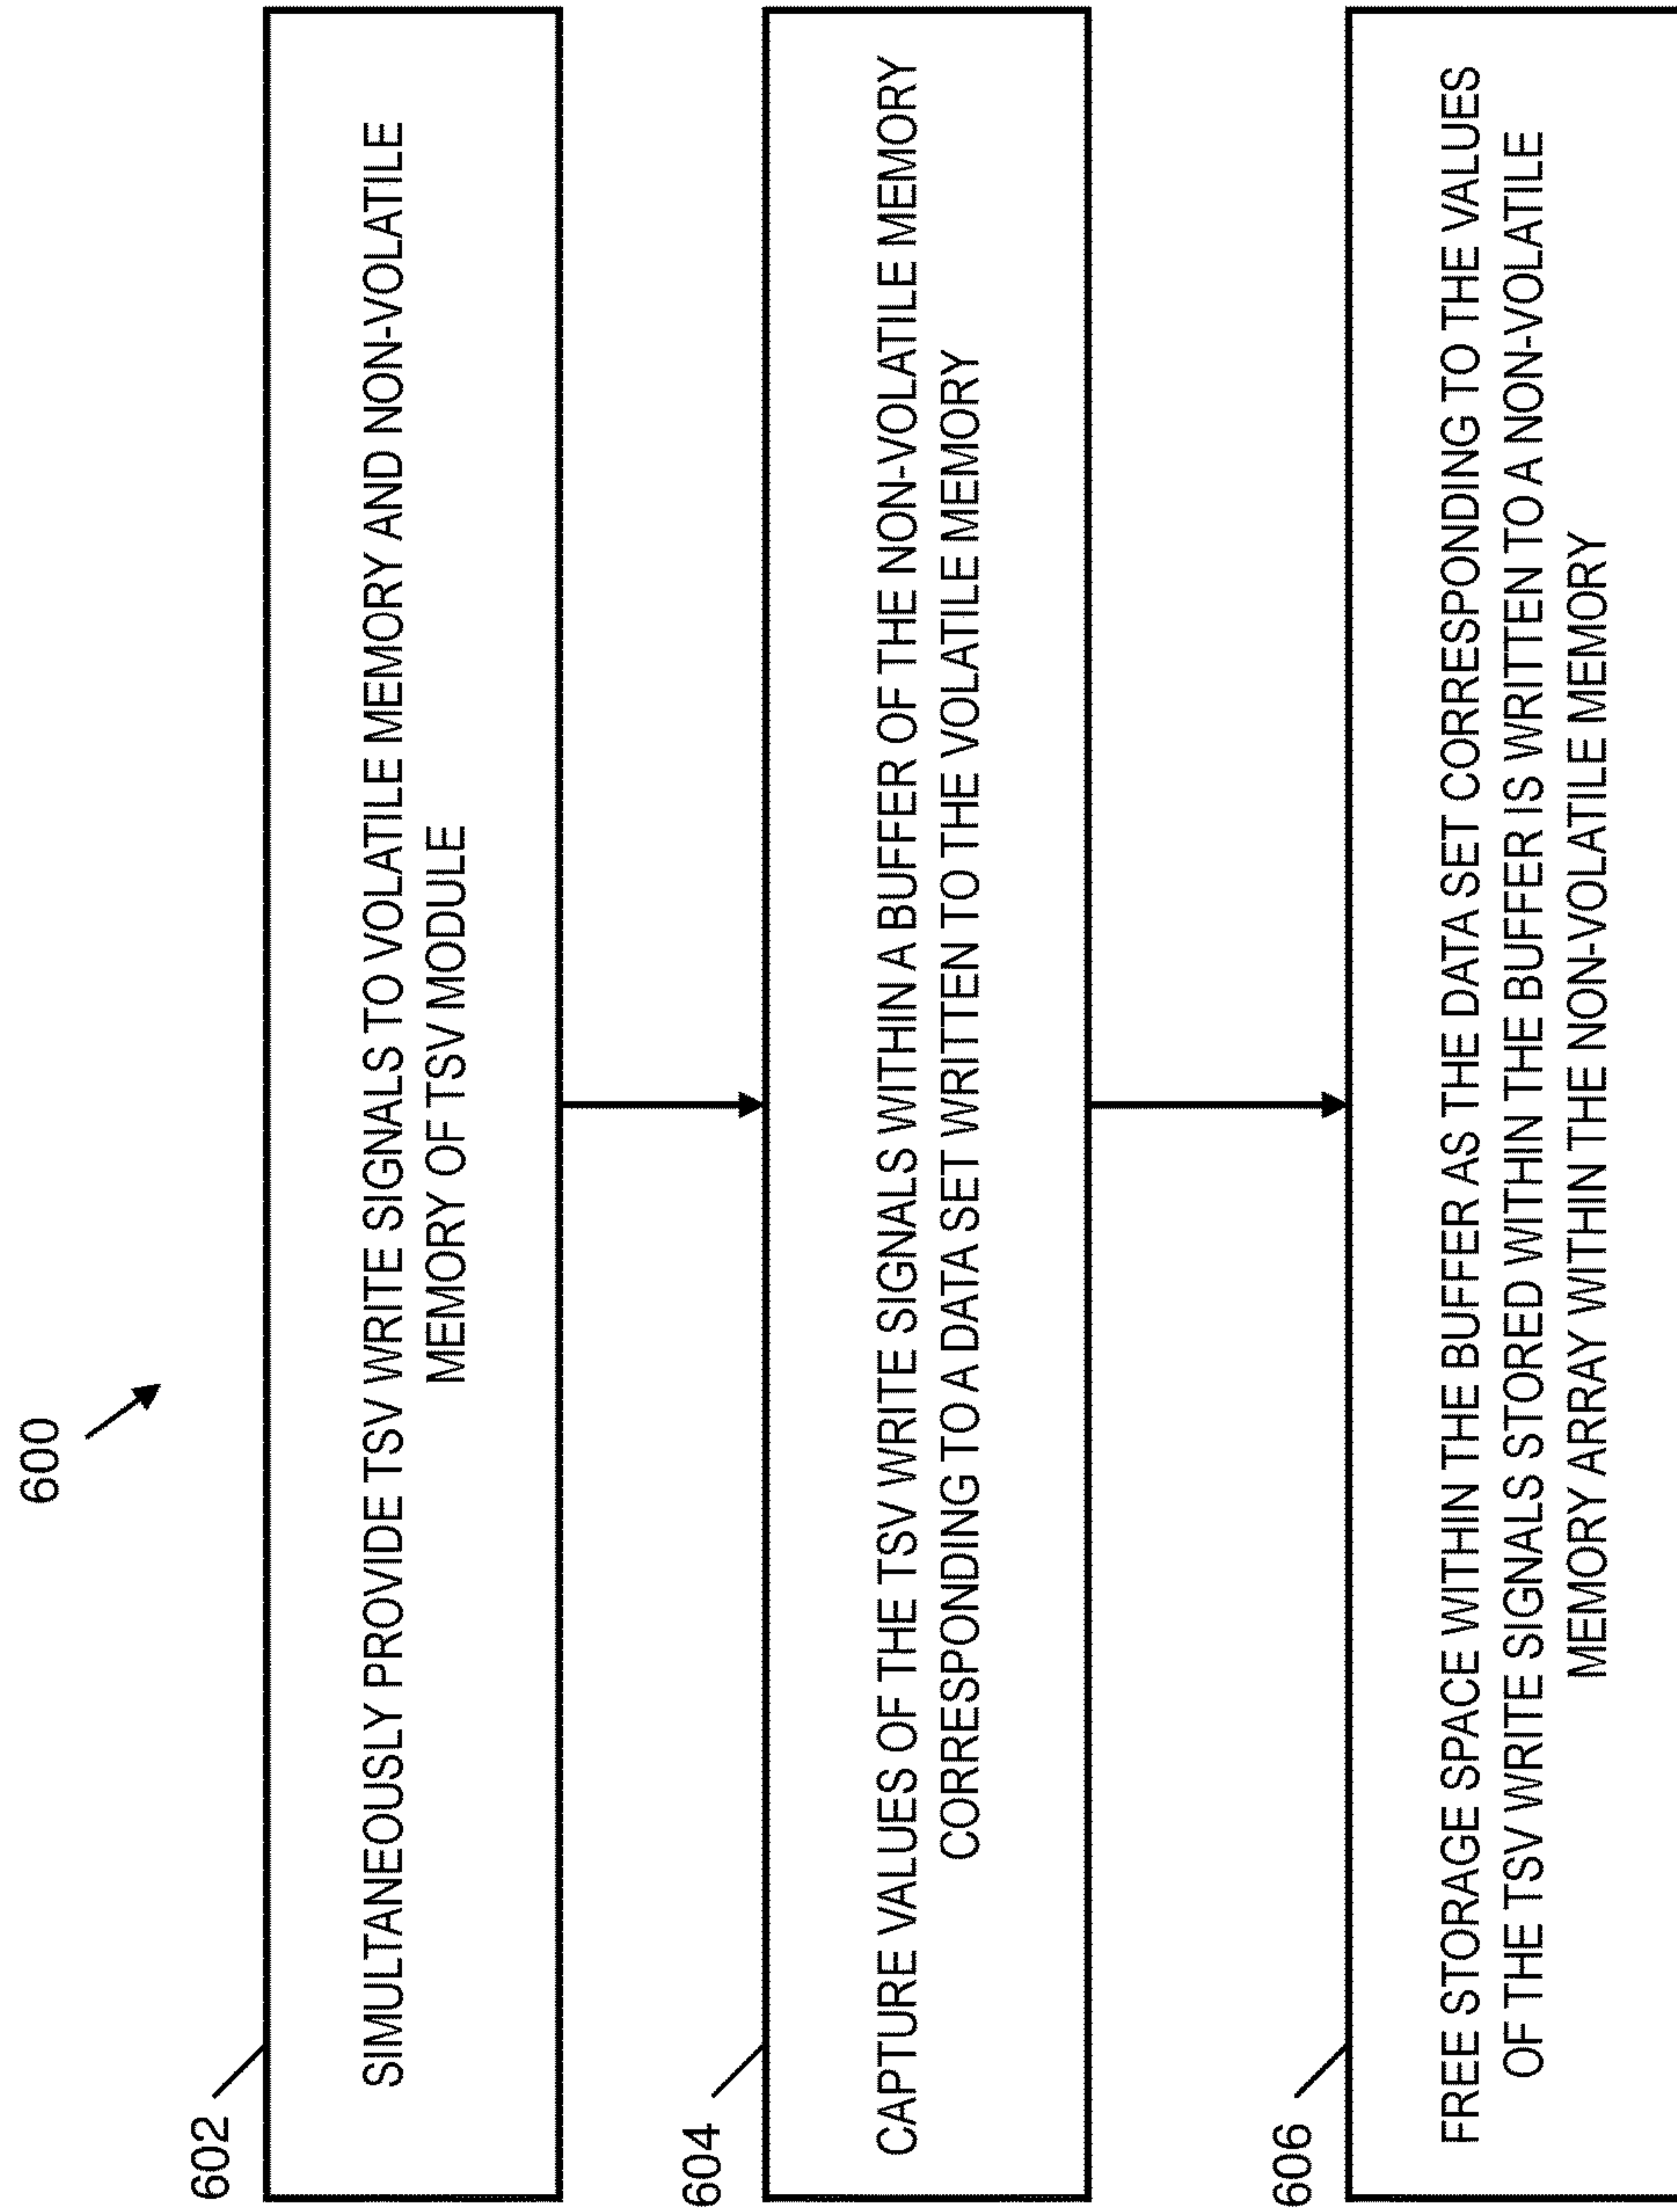 600
602
SIMULTANEOUSLY PROVIDE TSV WRITE SIGNALS TO VOLATILE MEMORY AND NON-VOLATILE
MEMORY OF TSV MODULE
604
CAPTURE VALUES OF THE TSV WRITE SIGNALS WITHIN A BUFFER OF THE NON-VOLATILE MEMORY
CORRESPONDING TO A DATA SET WRITTEN TO THE VOLATILE MEMORY
606
FREE STORAGE SPACE WITHIN THE BUFFER AS THE DATA SET CORRESPONDING TO THE VALUES
OF THE TSV WRITE SIGNALS STORED WITHIN THE BUFFER IS WRITTEN TO A NON-VOLATILE
MEMORY ARRAY WITHIN THE NON-VOLATILE MEMORY